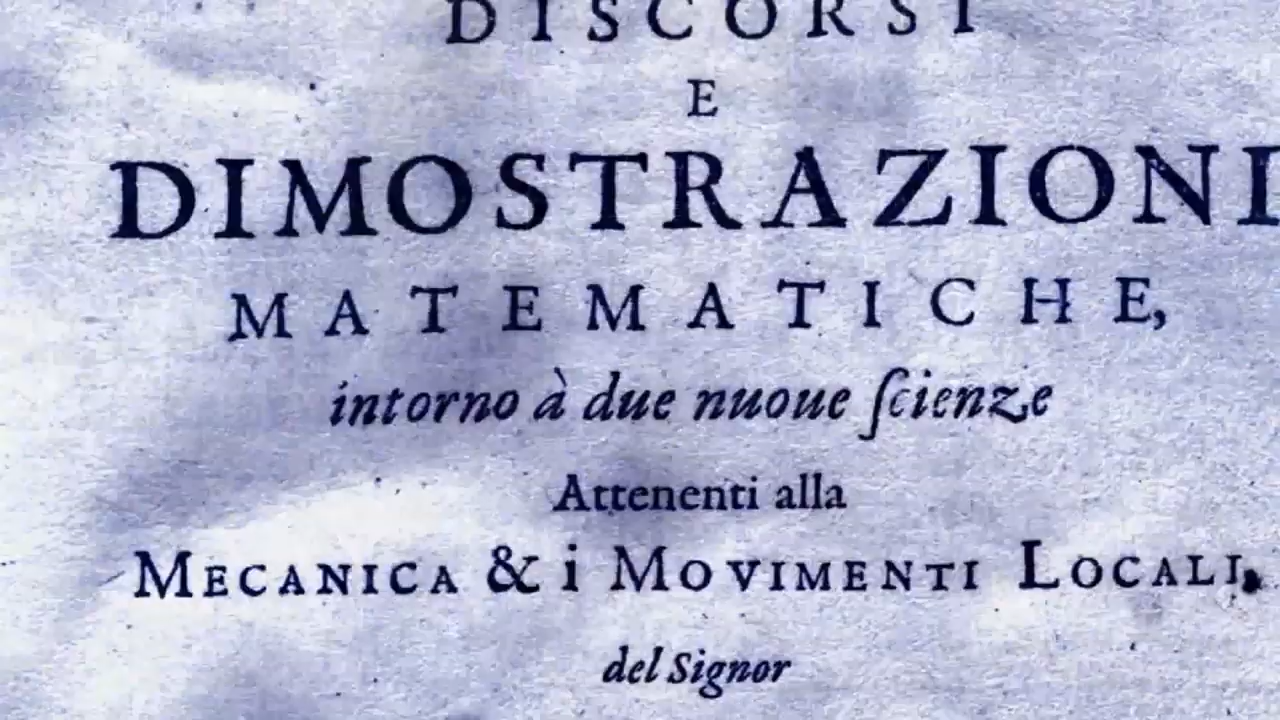 DISCORSI
E
DIMOSTRAZIONI
MATEMATICHE,
intorno à due nuoue ſcienze
Attenenti alla
MECANICA & i MOVIMENTI LOCALI,
del Signor